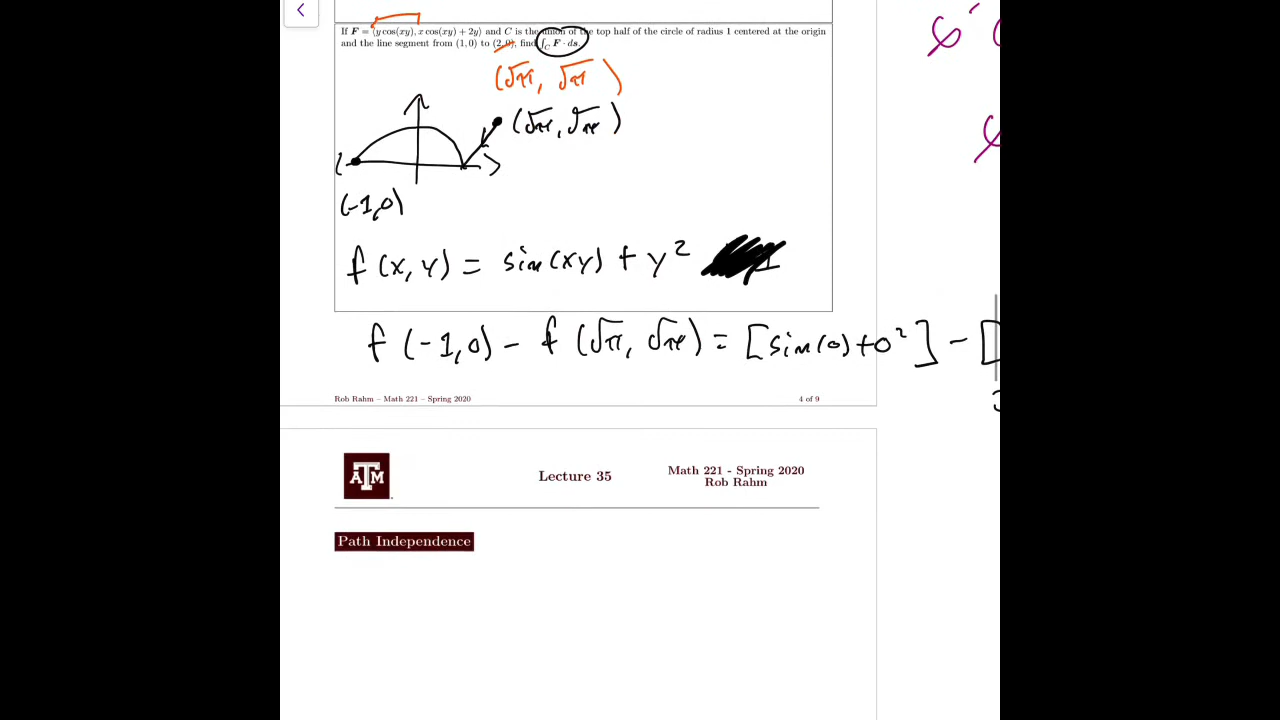 If F = ⟨y cos(xy), x cos(xy) + 2y⟩ and C is the union of the top half of the circle of radius 1 centered at the origin
and the line segment from (1, 0) to (2, 0), find ∫_C F · ds.
(√π, √π)
(√π, √π)
(-1,0)
f(x,y) = sin(xy) + y²
f(-1,0) - f(√π, √π) = [sin(0)+0²] - [
Rob Rahm – Math 221 – Spring 2020 4 of 9
ATM Lecture 35 Math 221 - Spring 2020
Rob Rahm
Path Independence